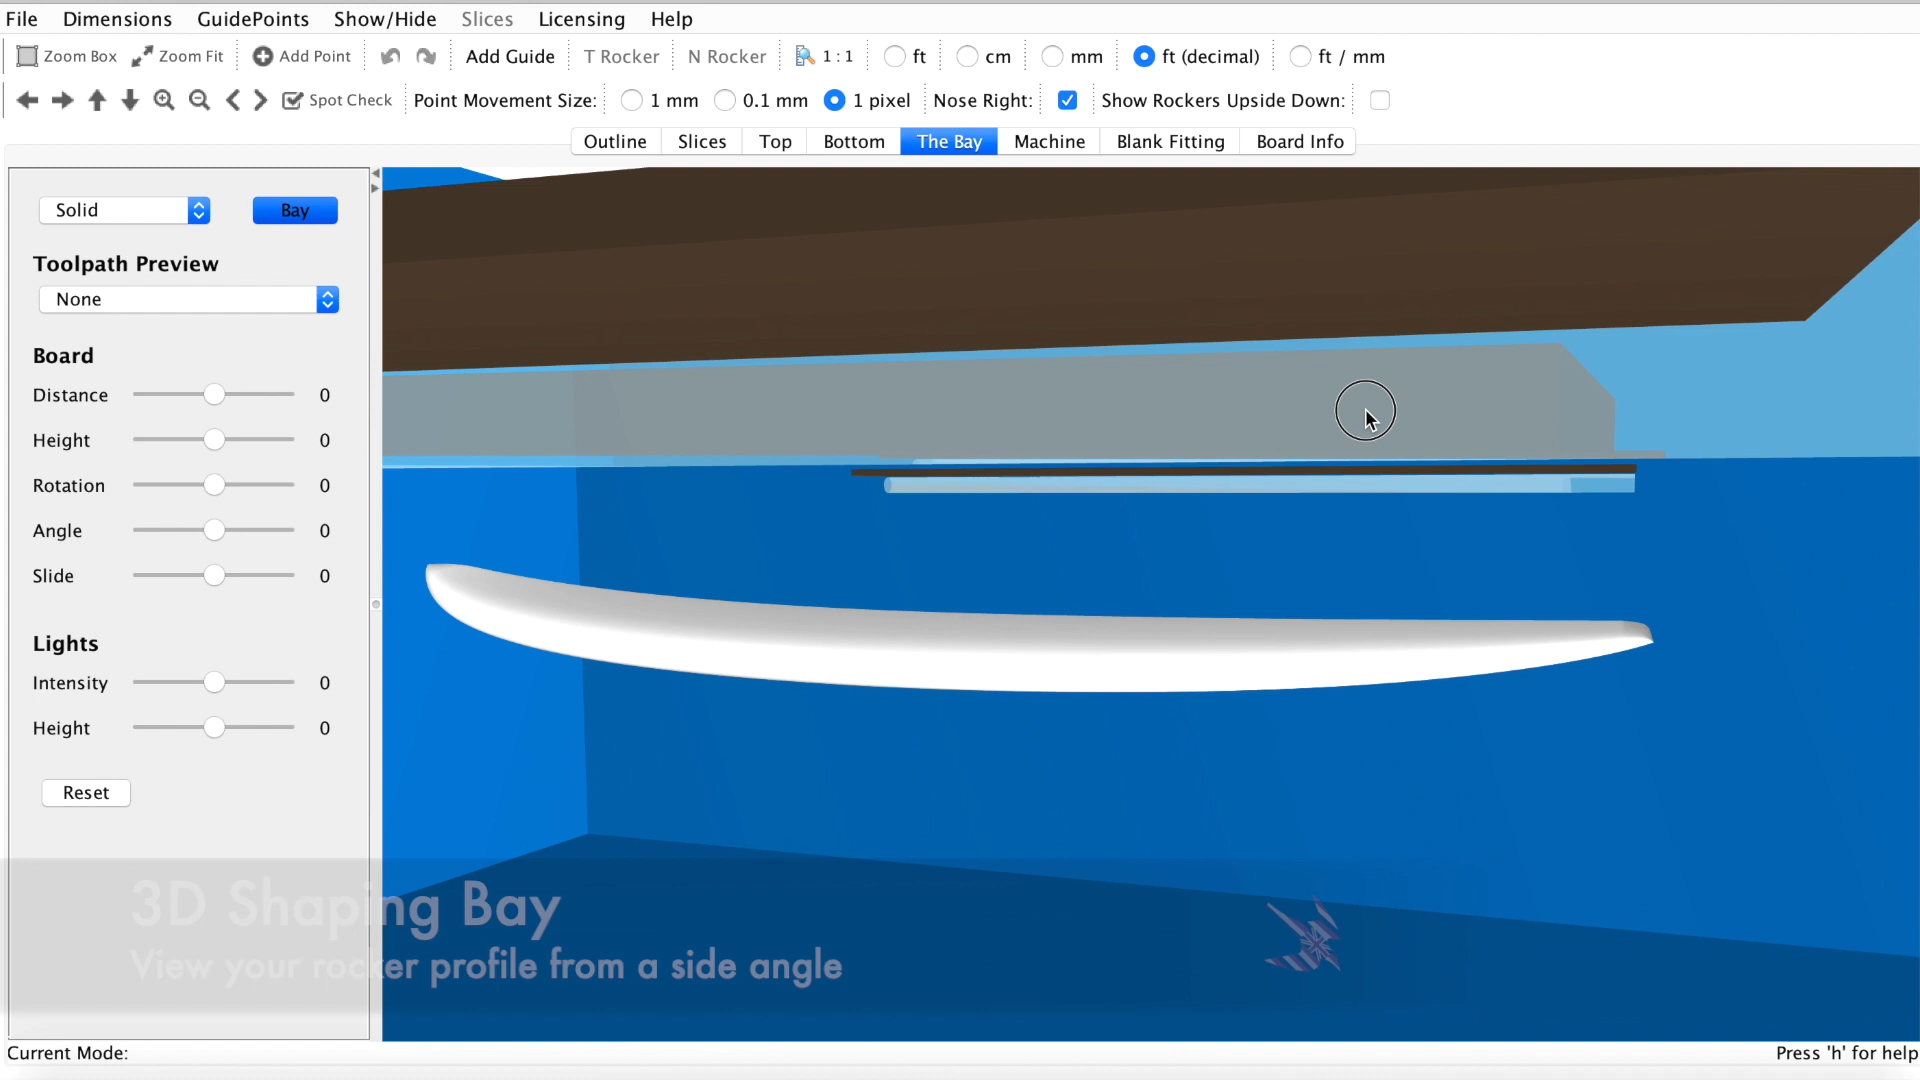 File Dimensions GuidePoints Show/Hide Slices Licensing Help
Zoom Box Zoom Fit Add Point Add Guide T Rocker N Rocker 1 : 1 ft cm mm ft (decimal) ft / mm
Spot Check Point Movement Size: 1 mm 0.1 mm 1 pixel Nose Right: Show Rockers Upside Down:
Outline Slices Top Bottom The Bay Machine Blank Fitting Board Info
Solid Bay
Toolpath Preview
None
Board
Distance 0
Height 0
Rotation 0
Angle 0
Slide 0
Lights
Intensity 0
Height 0
Reset
3D Shaping Bay
View your rocker profile from a side angle
Current Mode: Press 'h' for help